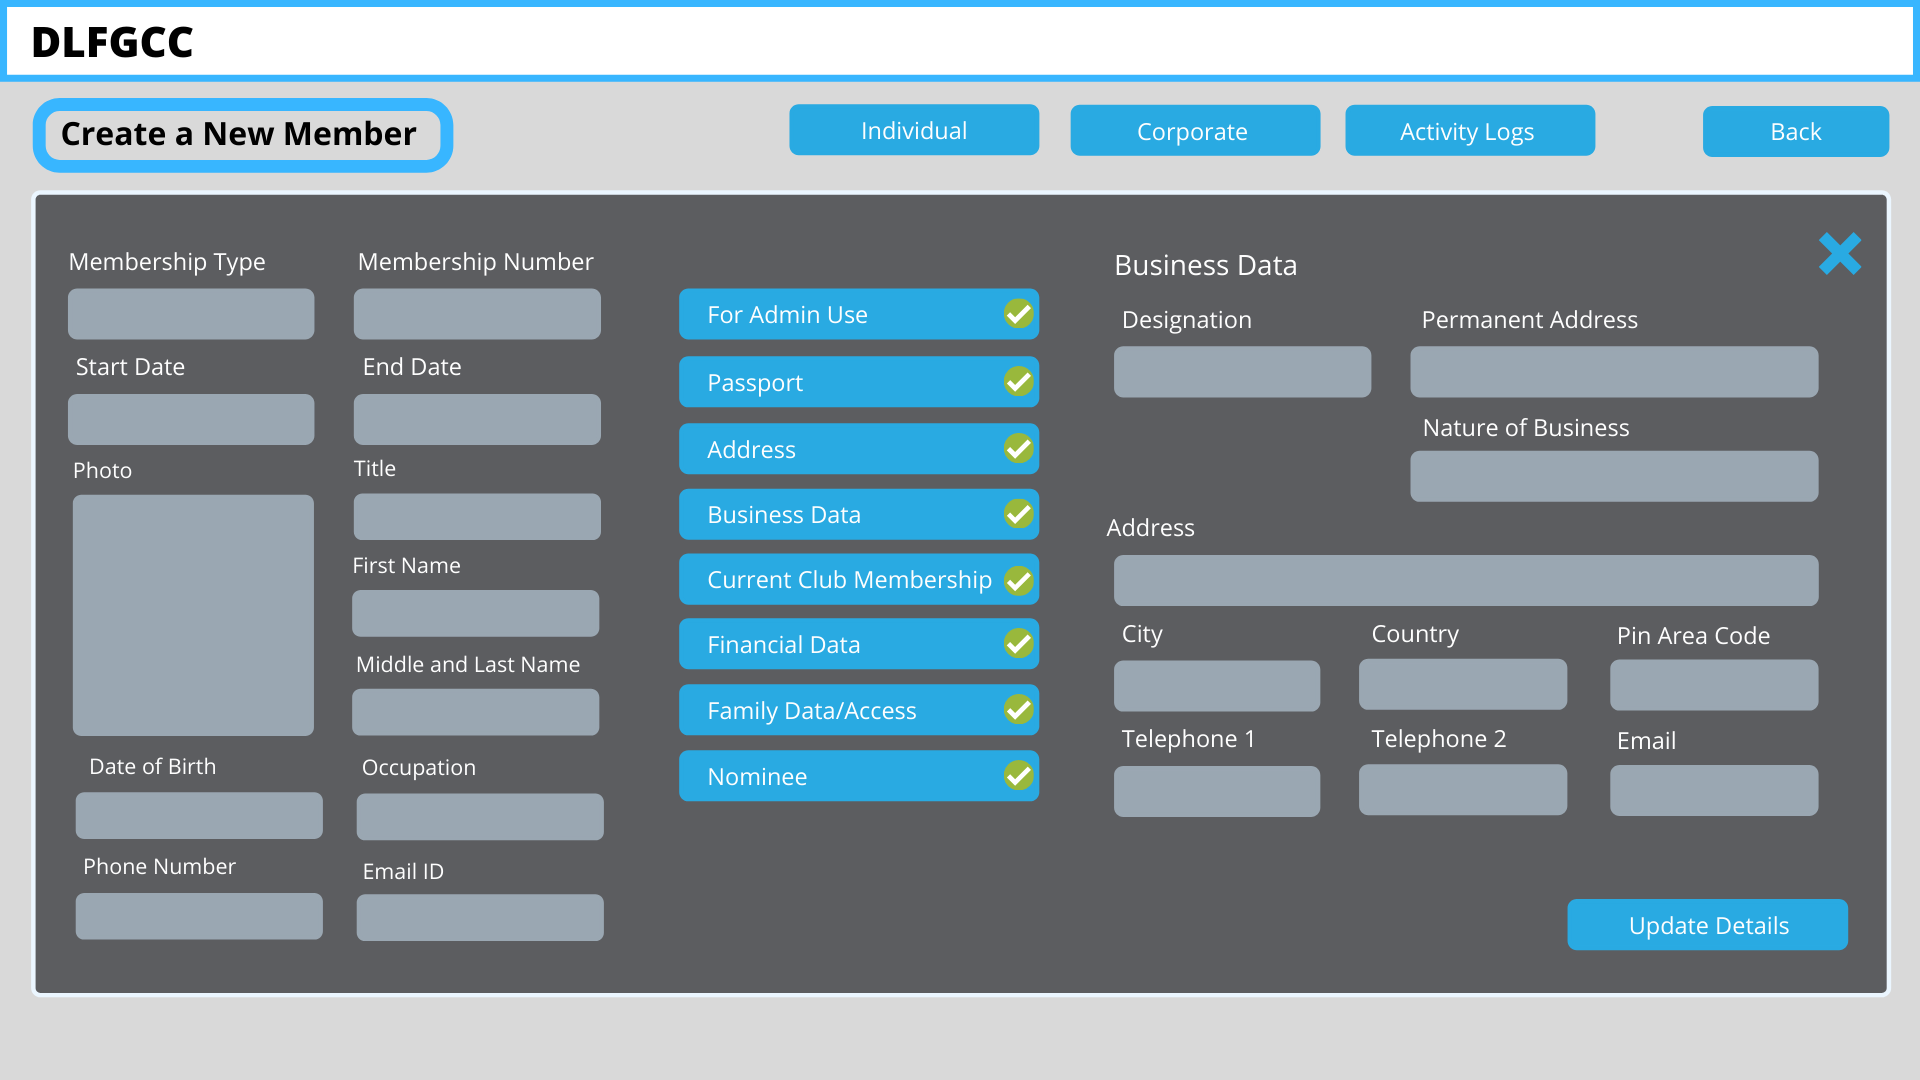 DLFGCC
Create a New Member
Individual
Corporate
Activity Logs
Back
Membership Type
Membership Number
Start Date
End Date
Photo
Title
First Name
Middle and Last Name
Date of Birth
Occupation
Phone Number
Email ID
For Admin Use
Passport
Address
Business Data
Current Club Membership
Financial Data
Family Data/Access
Nominee
Business Data
Designation
Permanent Address
Nature of Business
Address
City
Country
Pin Area Code
Telephone 1
Telephone 2
Email
Update Details